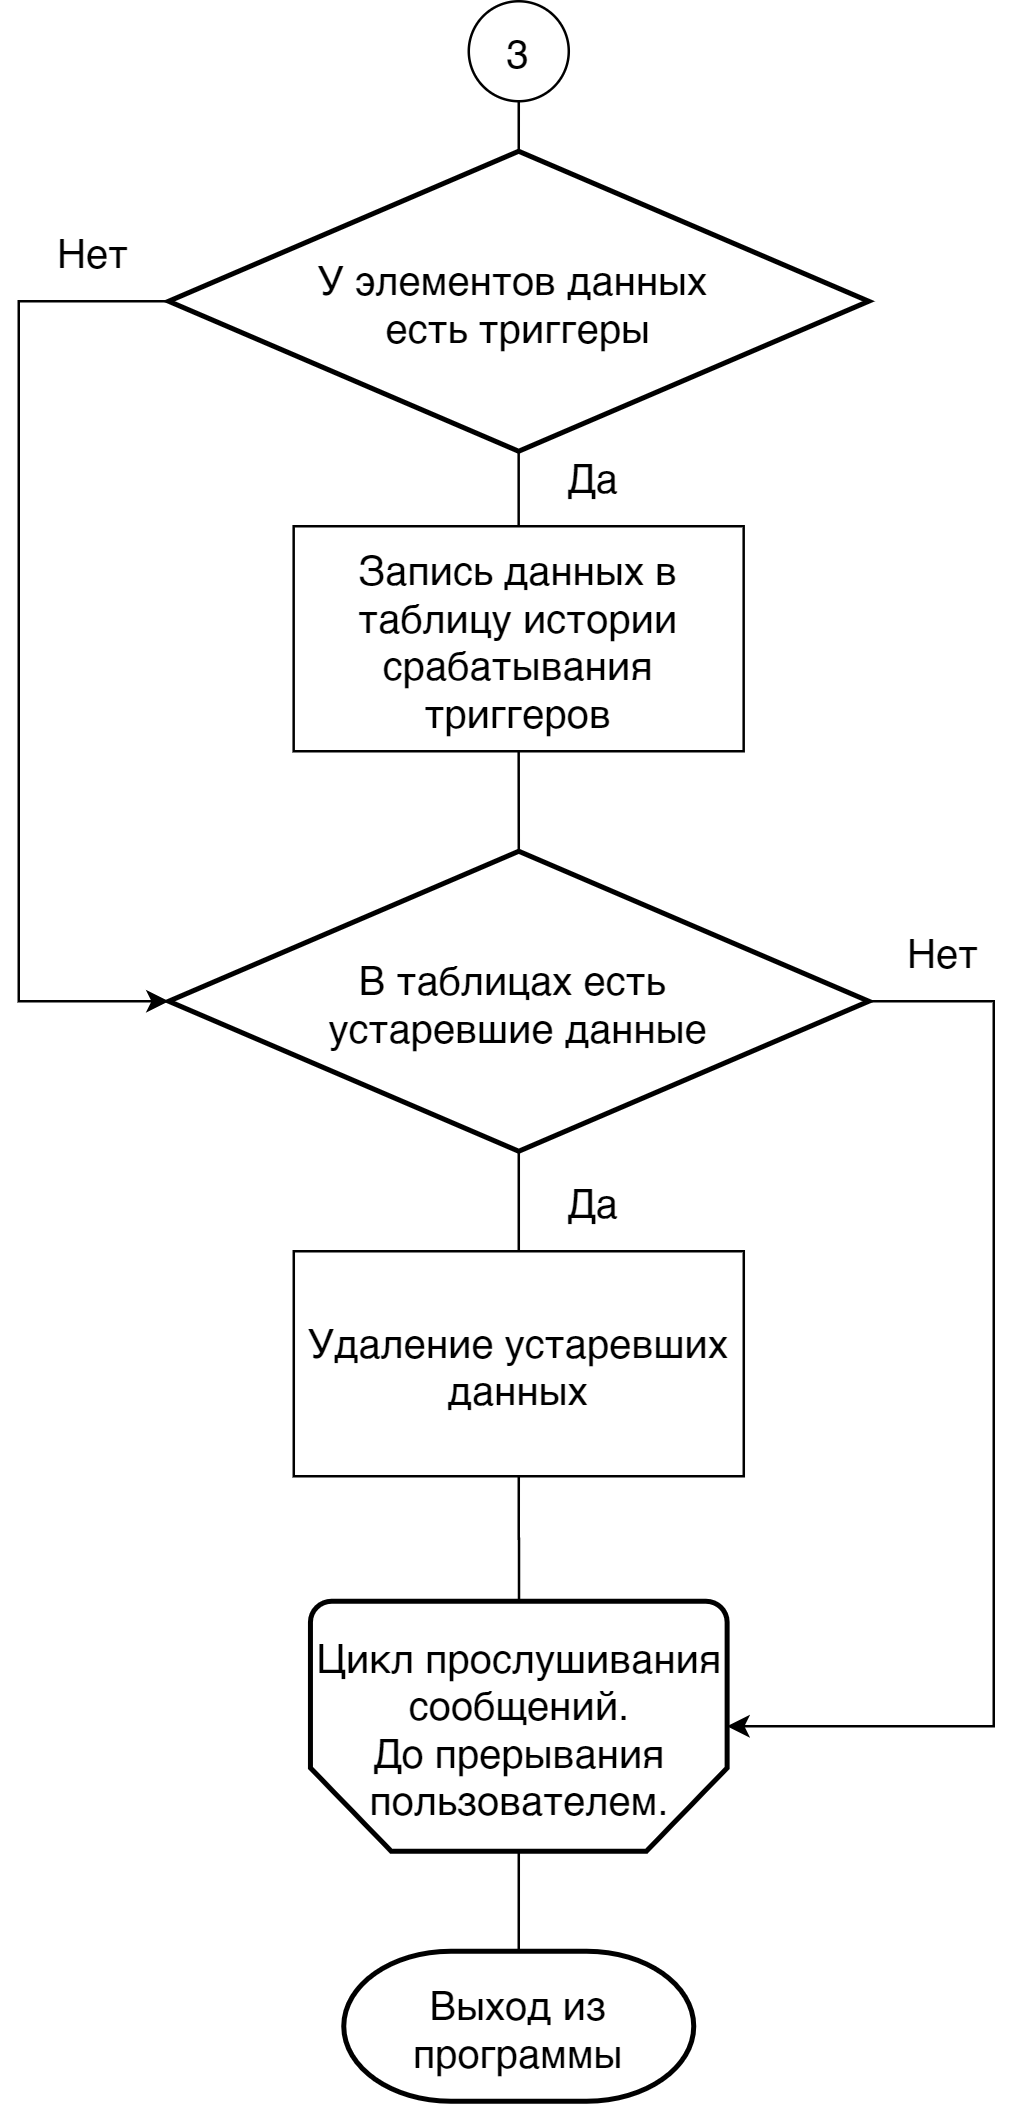 3
Нет
У элементов данных
есть триггеры
Да
Запись данных в
таблицу истории
срабатывания
триггеров
Нет
В таблицах есть
устаревшие данные
Да
Удаление устаревших
данных
Цикл прослушивания
сообщений.
До прерывания
пользователем.
Выход из
программы